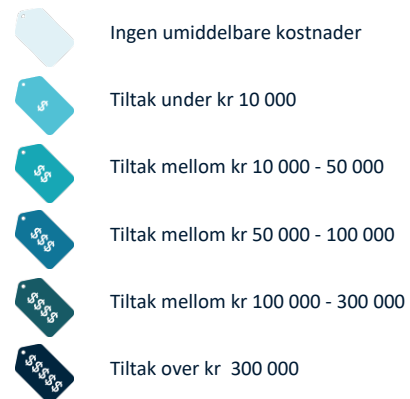 Ingen umiddelbare kostnader
$
Tiltak under kr 10 000
$$
Tiltak mellom kr 10 000 - 50 000
$$$
Tiltak mellom kr 50 000 - 100 000
$$$$
Tiltak mellom kr 100 000 - 300 000
$$$$$
Tiltak over kr  300 000